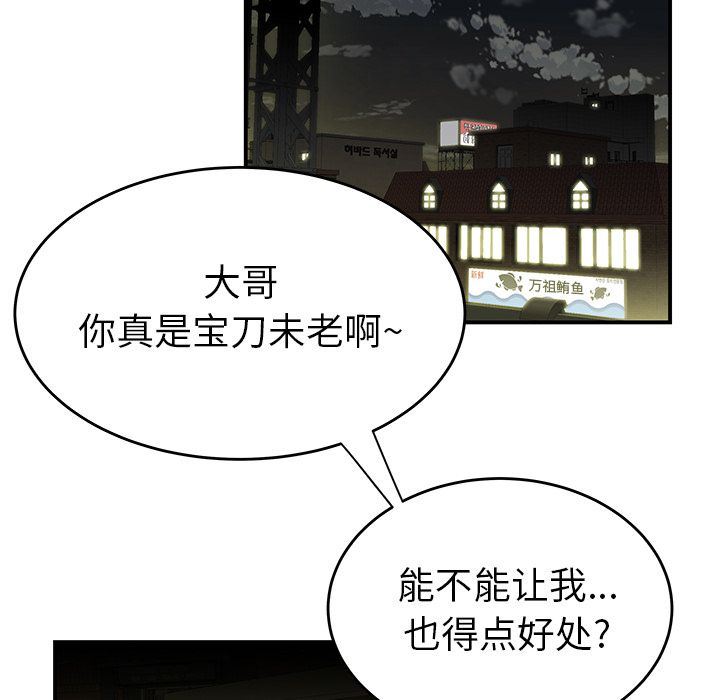 허바드 독서실
新鲜
万祖鲔鱼
大哥
你真是宝刀未老啊~
能不能让我...
也得点好处?